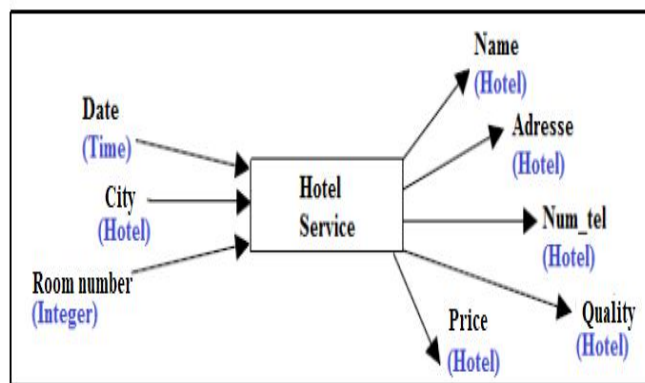 Date
(Time)
City
(Hotel)
Room number
(Integer)
Hotel
Service
Name
(Hotel)
Adresse
(Hotel)
Num_tel
(Hotel)
Quality
(Hotel)
Price
(Hotel)